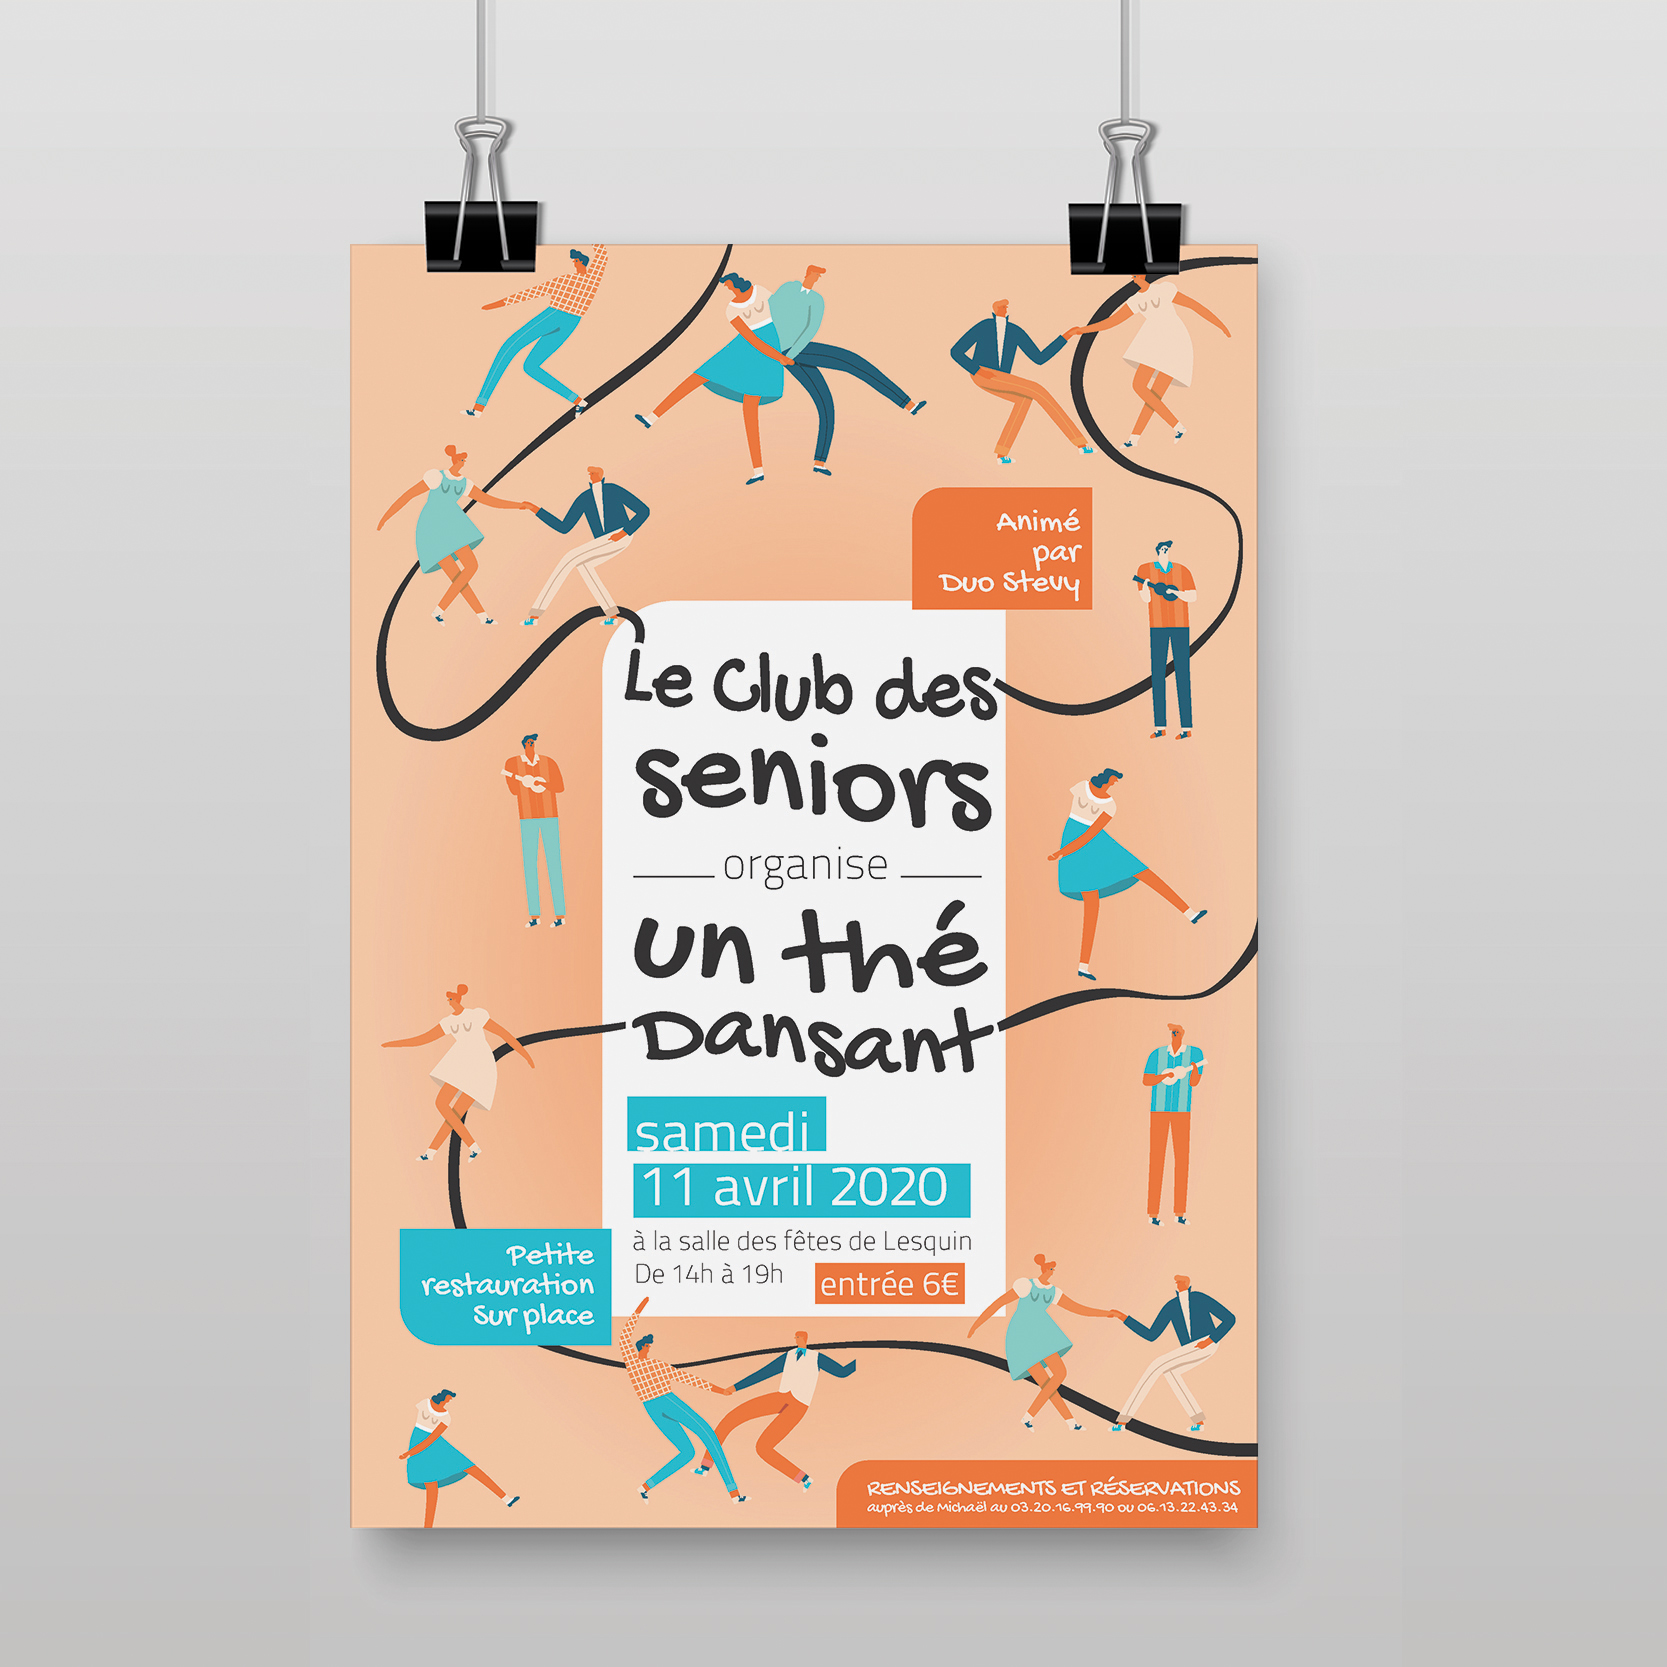 Animé
par
Duo Stevy
Le Club des
seniors
organise
un thé
Dansant
samedi
11 avril 2020
à la salle des fêtes de Lesquin
De 14h à 19h
entrée 6€
Petite
restauration
Sur place
RENSEIGNEMENTS ET RÉSERVATIONS
auprès de Michaël au 03.20.16.99.90 ou 06.13.22.43.34